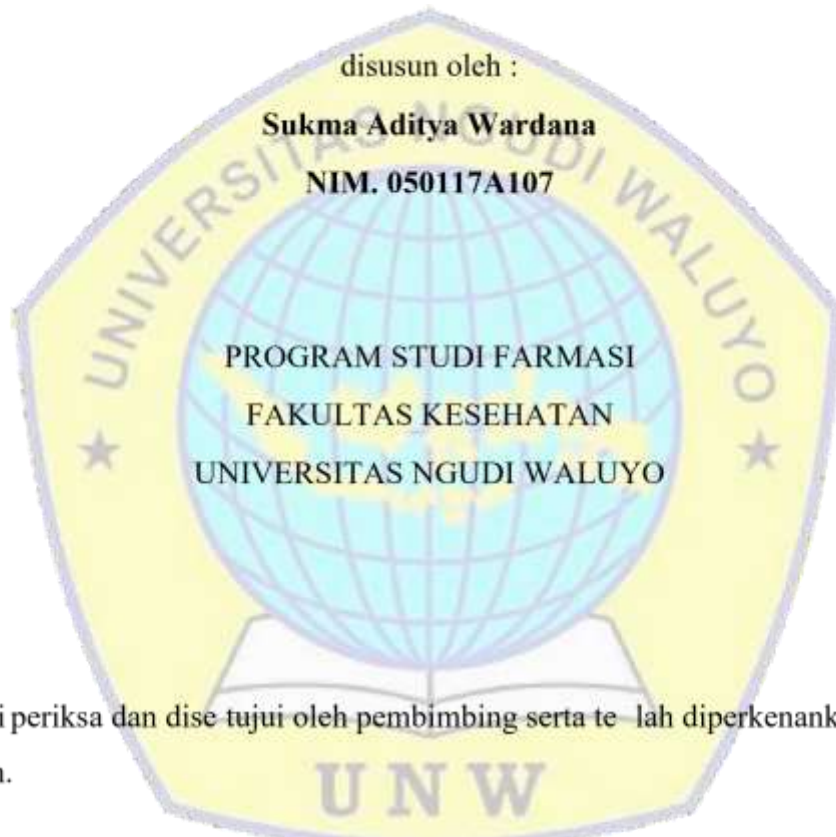 disusun oleh :
Sukma Aditya Wardana
NIM. 050117A107
UNIVERSITAS NGUDI WALUYO
PROGRAM STUDI FARMASI
FAKULTAS KESEHATAN
UNIVERSITAS NGUDI WALUYO
i periksa dan dise tujui oleh pembimbing serta te lah diperkenank
UNW